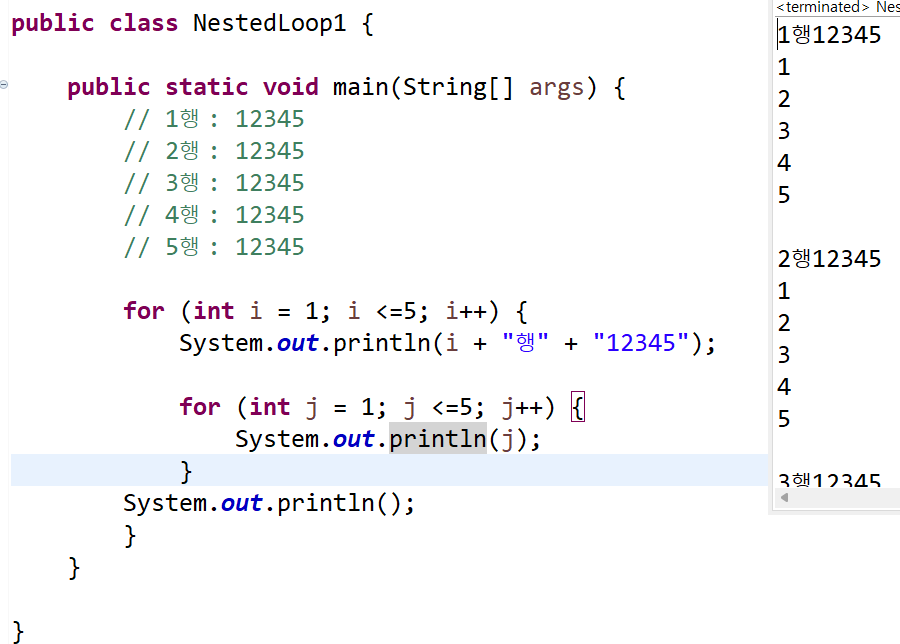 public class NestedLoop1 {
public static void main(String[] args) {
// 1행 : 12345
// 2행 : 12345
// 3행 : 12345
// 4행 : 12345
// 5행 : 12345
for (int i = 1; i <=5; i++) {
System.out.println(i + "행" + "12345");
for (int j = 1; j <=5; j++) {
System.out.println(j);
}
System.out.println();
}
}
}
<terminated> Nes
1행12345
1
2
3
4
5
2행12345
1
2
3
4
5
3행12345